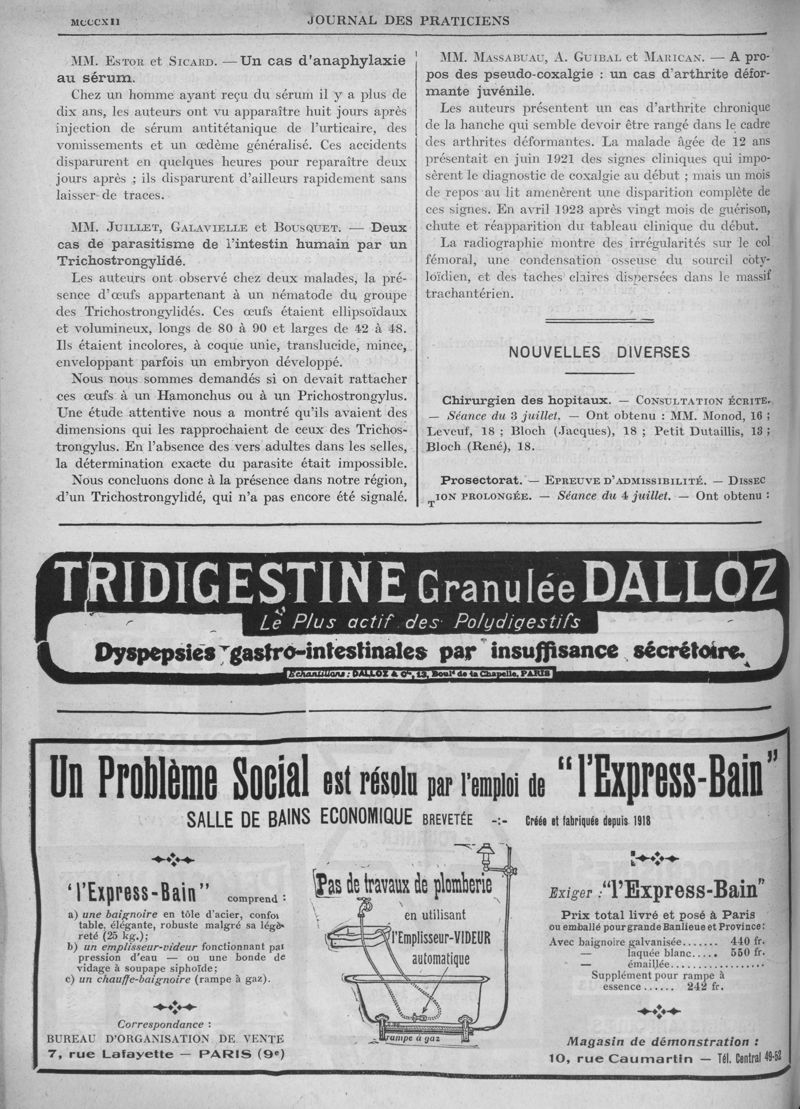 MCCCXII
JOURNAL DES PRATICIENS
MM. ESTOR et SICARD. — Un cas d'anaphylaxie
au sérum.
Chez un homme ayant reçu du sérum il y a plus de
dix ans, les auteurs ont vu apparaître huit jours après
injection de sérum antitétanique de l'urticaire, des
vomissements et un œdème généralisé. Ces accidents
disparurent en quelques heures pour reparaître deux
jours après ; ils disparurent d'ailleurs rapidement sans
laisser de traces.
MM. JUILLET, GALAVIELLE et BOUSQUET. — Deux
cas de parasitisme de l'intestin humain par un
Trichostrongylidé.
Les auteurs ont observé chez deux malades, la pré-
sence d'œufs appartenant à un nématode du groupe
des Trichostrongylidés. Ces œufs étaient ellipsoïdaux
et volumineux, longs de 80 à 90 et larges de 42 à 48.
Ils étaient incolores, à coque unie, translucide, mince,
enveloppant parfois un embryon développé.
Nous nous sommes demandés si on devait rattacher
ces œufs à un Hamonchus ou à un Prichostrongylus.
Une étude attentive nous a montré qu'ils avaient des
dimensions qui les rapprochaient de ceux des Trichos-
trongylus. En l'absence des vers adultes dans les selles,
la détermination exacte du parasite était impossible.
Nous concluons donc à la présence dans notre région,
d'un Trichostrongylidé, qui n'a pas encore été signalé.
MM. MASSABUAU, A. GUIBAL et MARICAN. — A pro-
pos des pseudo-coxalgie : un cas d'arthrite défor-
mante juvénile.
Les auteurs présentent un cas d'arthrite chronique
de la hanche qui semble devoir être rangé dans le cadre
des arthrites déformantes. La malade âgée de 12 ans
présentait en juin 1921 des signes cliniques qui impo-
sèrent le diagnostic de coxalgie au début ; mais un mois
de repos au lit amenèrent une disparition complète de
ces signes. En avril 1923 après vingt mois de guérison,
chute et réapparition du tableau clinique du début.
La radiographie montre des irrégularités sur le col
fémoral, une condensation osseuse du sourcil coty-
loïdien, et des taches claires dispersées dans le massif
trachantérien.
NOUVELLES DIVERSES
Chirurgien des hopitaux. — CONSULTATION ÉCRITE.
— Séance du 3 juillet. — Ont obtenu : MM. Monod, 16 ;
Leveuf, 18 ; Bloch (Jacques), 18 ; Petit Dutaillis, 13 ;
Bloch (René), 18.
Prosectorat. — EPREUVE D'ADMISSIBILITÉ. — DISSEC
TION PROLONGÉE. — Séance du 4 juillet. — Ont obtenu :
T
TRIDIGESTINE Granulée DALLOZ
Le Plus actif des Polydigestifs
Dyspepsies gastro-intestinales par insuffisance sécrétoire.
Echantillons : DALLOZ & Cie, 13, Boulᵈ de la Chapelle, PARIS
Un Problème Social est résolu par l'emploi de "l'Express-Bain"
SALLE DE BAINS ECONOMIQUE BREVETÉE -:- Créée et fabriquée depuis 1918
"l'Express-Bain" comprend :
a) une baignoire en tôle d'acier, confor
table, élégante, robuste malgré sa légè
reté (25 kg.);
b) un emplisseur-videur fonctionnant par
pression d'eau — ou une bonde de
vidage à soupape siphoïde;
c) un chauffe-baignoire (rampe à gaz).
Correspondance :
BUREAU D'ORGANISATION DE VENTE
7, rue Lafayette — PARIS (9e)
Pas de travaux de plomberie
en utilisant
l'Emplisseur-VIDEUR
automatique
rampe à gaz
Exiger : "l'Express-Bain"
Prix total livré et posé à Paris
ou emballé pour grande Banlieue et Province :
Avec baignoire galvanisée....... 440 fr.
— laquée blanc..... 550 fr.
— émaillée.................
Supplément pour rampe à
essence...... 242 fr.
Magasin de démonstration :
10, rue Caumartin — Tél. Central 49-52